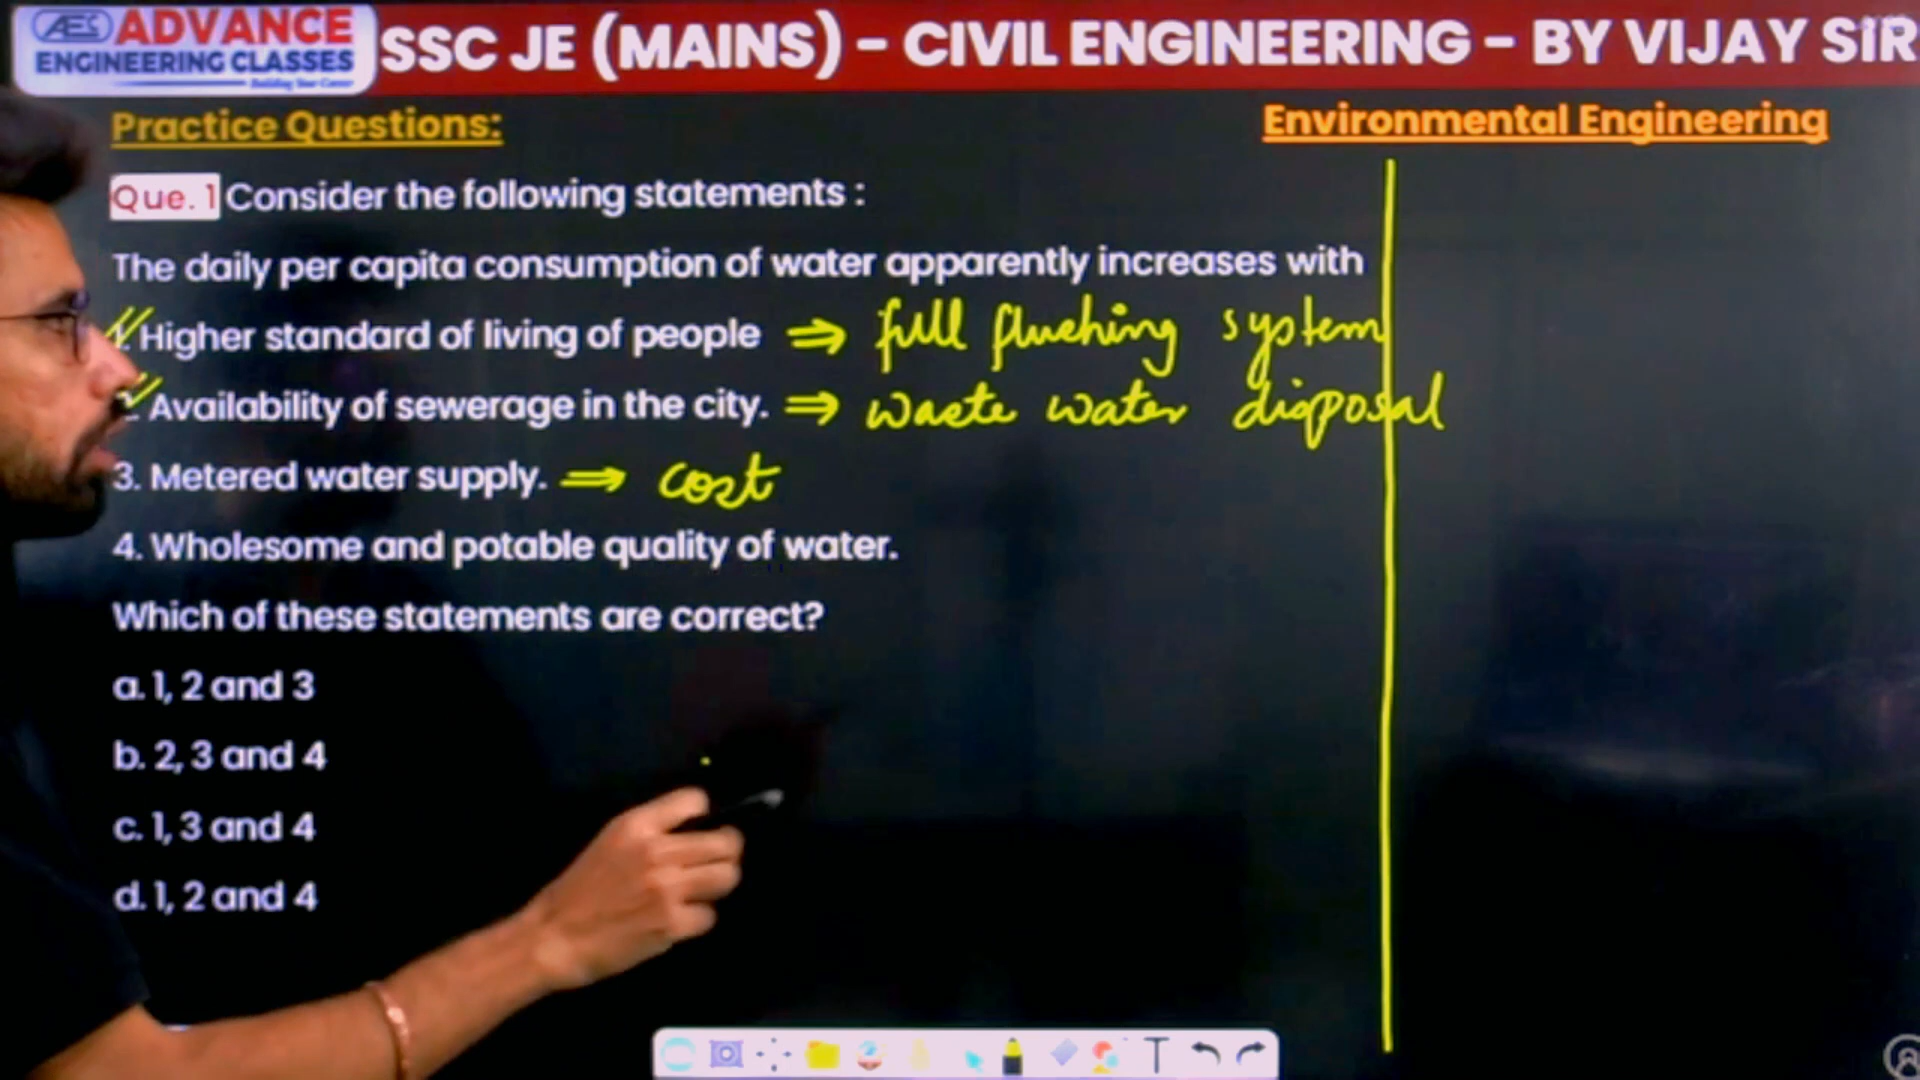 AEC ADVANCE
ENGINEERING CLASSES
SSC JE (MAINS) - CIVIL ENGINEERING - BY VIJAY SIR
Practice Questions:
Environmental Engineering
Que. 1 Consider the following statements :
The daily per capita consumption of water apparently increases with
1. Higher standard of living of people ⇒ full flushing system
2. Availability of sewerage in the city. ⇒ waste water disposal
3. Metered water supply. ⇒ cost
4. Wholesome and potable quality of water.
Which of these statements are correct?
a. 1, 2 and 3
b. 2, 3 and 4
c. 1, 3 and 4
d. 1, 2 and 4